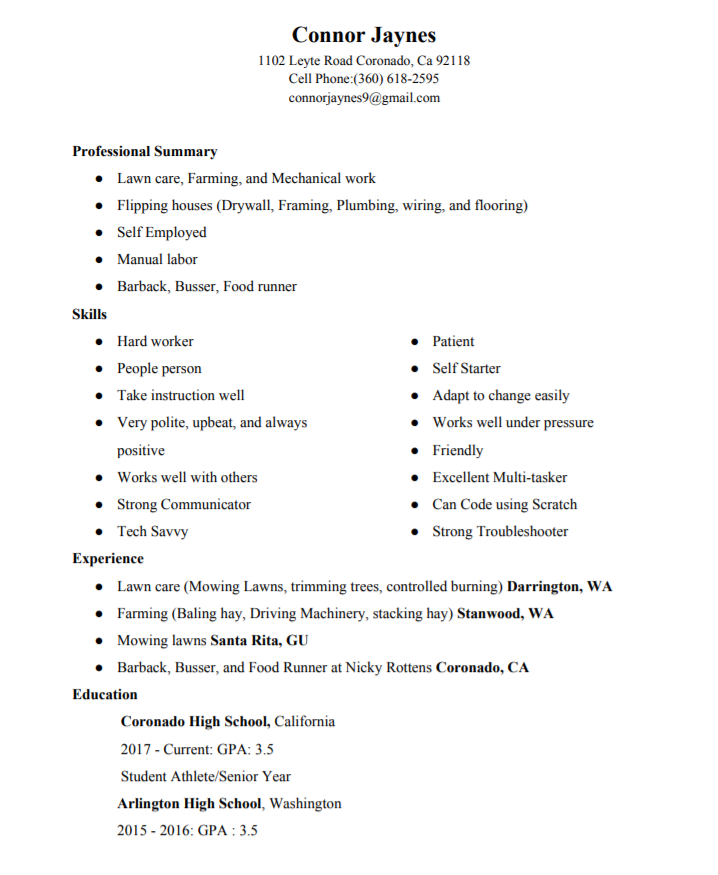 Connor Jaynes
1102 Leyte Road Coronado, Ca 92118
Cell Phone:(360) 618-2595
connorjaynes9@gmail.com
Professional Summary
● Lawn care, Farming, and Mechanical work
● Flipping houses (Drywall, Framing, Plumbing, wiring, and flooring)
● Self Employed
● Manual labor
● Barback, Busser, Food runner
Skills
● Hard worker
● People person
● Take instruction well
● Very polite, upbeat, and always
positive
● Works well with others
● Strong Communicator
● Tech Savvy
● Patient
● Self Starter
● Adapt to change easily
● Works well under pressure
● Friendly
● Excellent Multi-tasker
● Can Code using Scratch
● Strong Troubleshooter
Experience
● Lawn care (Mowing Lawns, trimming trees, controlled burning) Darrington, WA
● Farming (Baling hay, Driving Machinery, stacking hay) Stanwood, WA
● Mowing lawns Santa Rita, GU
● Barback, Busser, and Food Runner at Nicky Rottens Coronado, CA
Education
Coronado High School, California
2017 - Current: GPA: 3.5
Student Athlete/Senior Year
Arlington High School, Washington
2015 - 2016: GPA : 3.5